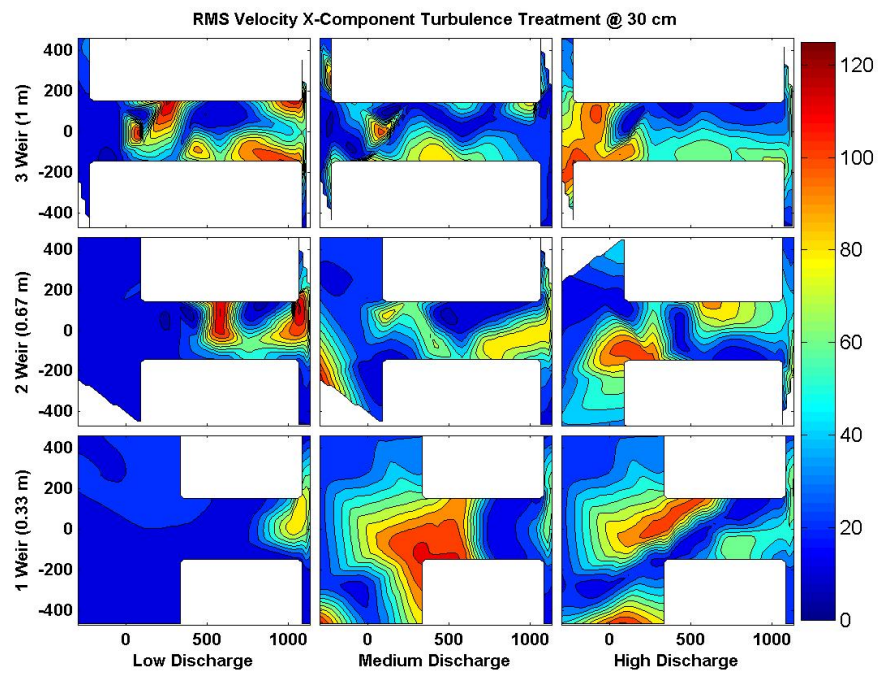 RMS Velocity X-Component Turbulence Treatment @ 30 cm
3 Weir (1 m)
400
200
0
-200
-400
2 Weir (0.67 m)
400
200
0
-200
-400
1 Weir (0.33 m)
400
200
0
-200
-400
0 500 1000
0 500 1000
0 500 1000
Low Discharge
Medium Discharge
High Discharge
120
100
80
60
40
20
0